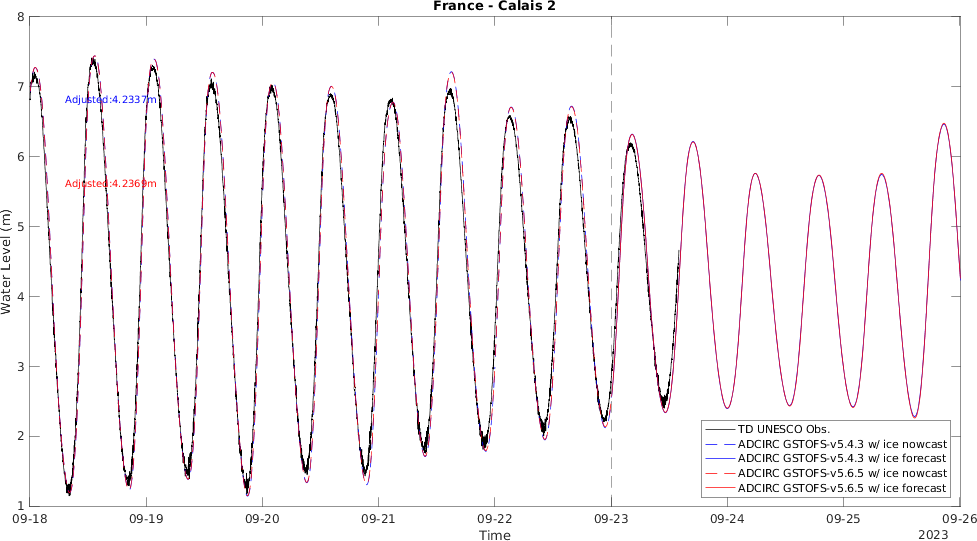 France - Calais 2
8
7
6
5
4
3
2
1
Water Level (m)
Adjusted:4.2337m
Adjusted:4.2369m
TD UNESCO Obs.
ADCIRC GSTOFS-v5.4.3 w/ ice nowcast
ADCIRC GSTOFS-v5.4.3 w/ ice forecast
ADCIRC GSTOFS-v5.6.5 w/ ice nowcast
ADCIRC GSTOFS-v5.6.5 w/ ice forecast
09-18 09-19 09-20 09-21 09-22 09-23 09-24 09-25 09-26
Time
2023